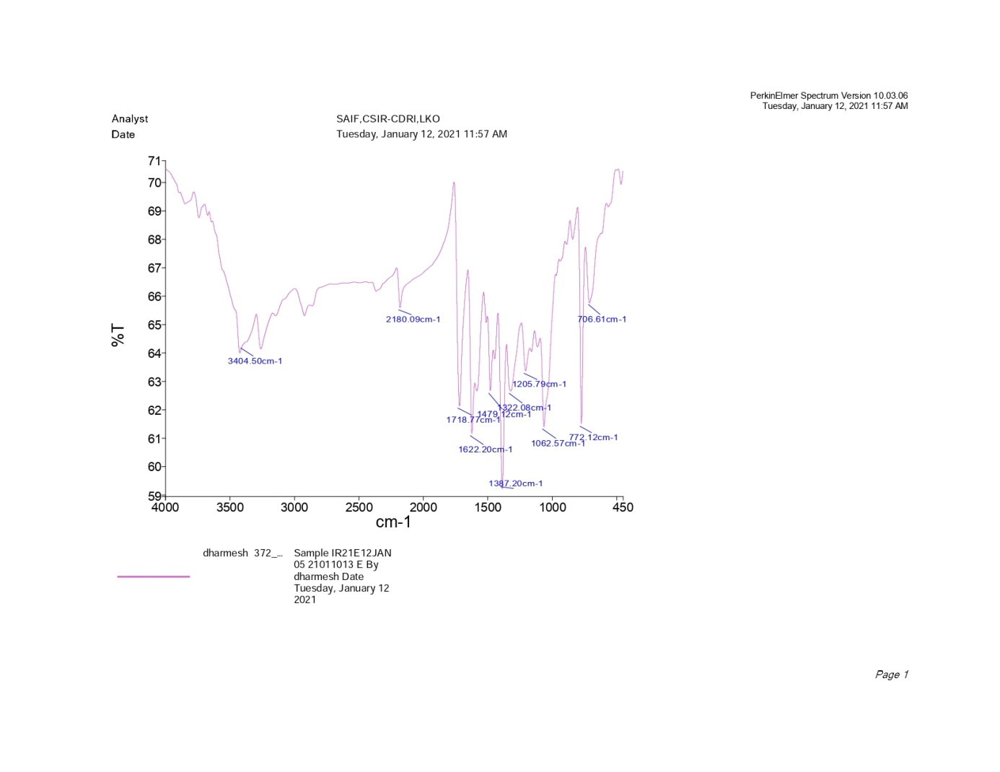 PerkinElmer Spectrum Version 10.03.06
Tuesday, January 12, 2021 11:57 AM
Analyst SAIF,CSIR-CDRI,LKO
Date Tuesday, January 12, 2021 11:57 AM
71
70
69
68
67
66
65
64
63
62
61
60
59
%T
2180.09cm-1
706.61cm-1
3404.50cm-1
1205.79cm-1
1322.08cm-1
1479.12cm-1
1718.77cm-1
772.12cm-1
1062.57cm-1
1622.20cm-1
1387.20cm-1
4000 3500 3000 2500 2000 1500 1000 450
cm-1
dharmesh 372_... Sample IR21E12JAN
05 21011013 E By
dharmesh Date
Tuesday, January 12
2021
Page 1